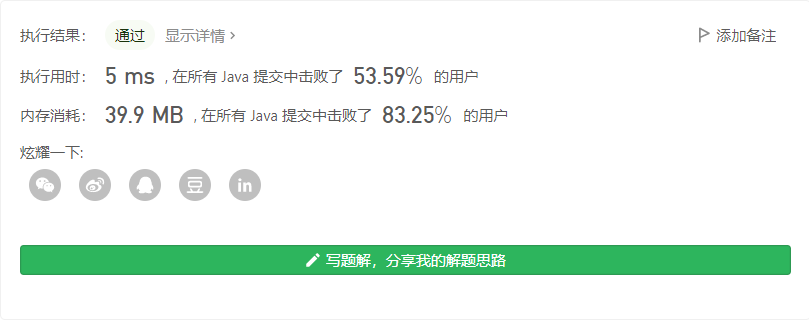 执行结果： 通过 显示详情 › 添加备注
执行用时： 5 ms , 在所有 Java 提交中击败了 53.59% 的用户
内存消耗： 39.9 MB , 在所有 Java 提交中击败了 83.25% 的用户
炫耀一下:
豆 in
写题解，分享我的解题思路